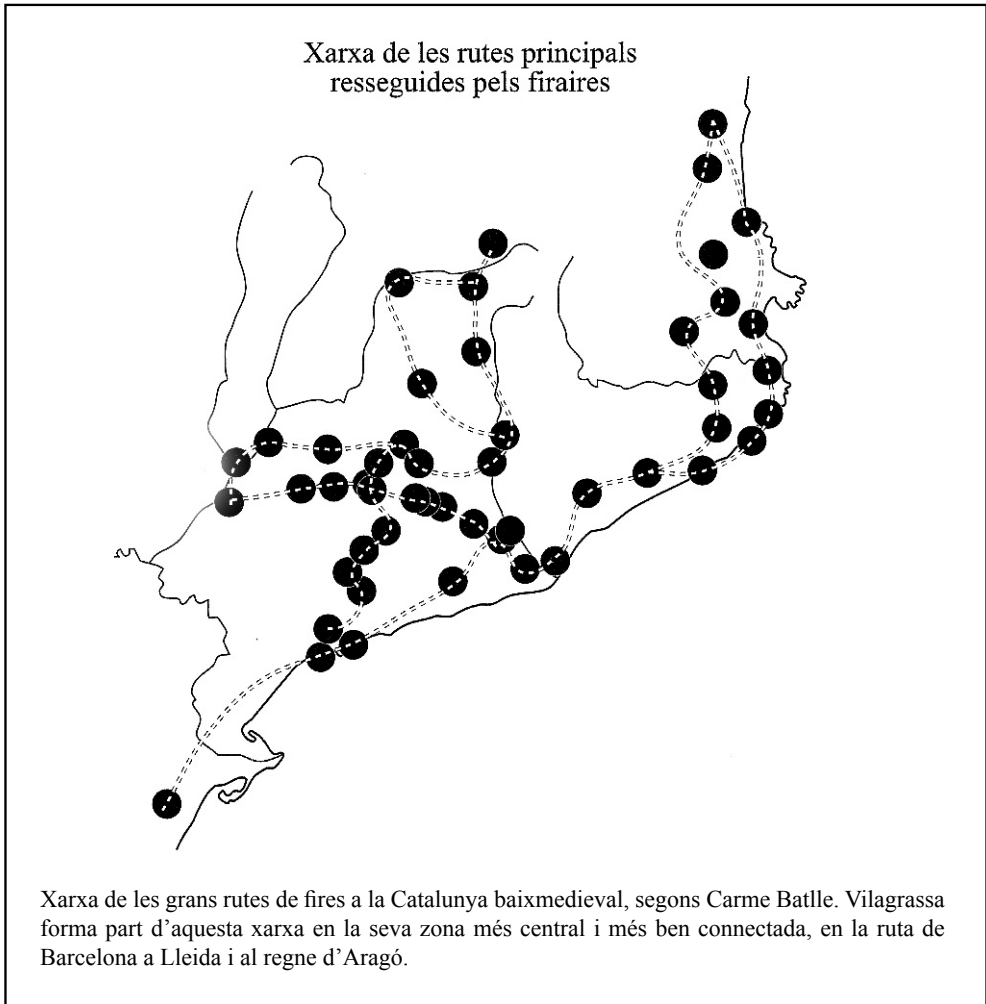 Xarxa de les rutes principals
resseguides pels firaires
Xarxa de les grans rutes de fires a la Catalunya baixmedieval, segons Carme Batlle. Vilagrassa
forma part d'aquesta xarxa en la seva zona més central i més ben connectada, en la ruta de
Barcelona a Lleida i al regne d'Aragó.